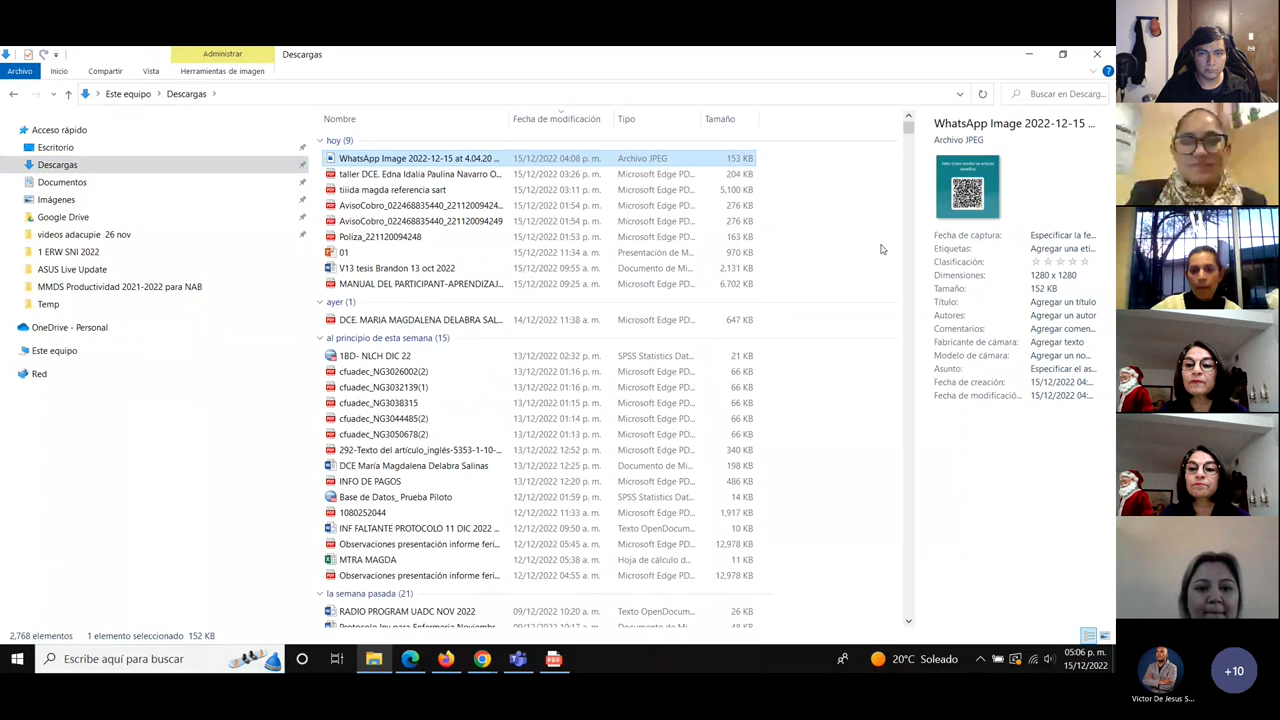 Administrar
Descargas
Archivo
Inicio
Compartir
Vista
Herramientas de imagen
Este equipo > Descargas >
Buscar en Descarg...
Nombre
Fecha de modificación
Tipo
Tamaño
Acceso rápido
Escritorio
Descargas
Documentos
Imágenes
Google Drive
videos adacupie 26 nov
1 ERW SNI 2022
ASUS Live Update
MMDS Productividad 2021-2022 para NAB
Temp
OneDrive - Personal
Este equipo
Red
hoy (9)
WhatsApp Image 2022-12-15 at 4.04.20 ... 15/12/2022 04:08 p. m. Archivo JPEG 153 KB
taller DCE. Edna Idalia Paulina Navarro O... 15/12/2022 03:26 p. m. Microsoft Edge PD... 204 KB
tiiida magda referencia sart 15/12/2022 03:11 p. m. Microsoft Edge PD... 5,100 KB
AvisoCobro_022468835440_22112009424... 15/12/2022 01:54 p. m. Microsoft Edge PD... 276 KB
AvisoCobro_022468835440_221120094249 15/12/2022 01:54 p. m. Microsoft Edge PD... 276 KB
Poliza_221120094248 15/12/2022 01:53 p. m. Microsoft Edge PD... 163 KB
01 15/12/2022 11:34 a. m. Presentación de M... 970 KB
V13 tesis Brandon 13 oct 2022 15/12/2022 09:55 a. m. Documento de Mi... 2,131 KB
MANUAL DEL PARTICIPANT-APRENDIZAJ... 15/12/2022 09:25 a. m. Microsoft Edge PD... 6,702 KB
ayer (1)
DCE. MARIA MAGDALENA DELABRA SAL... 14/12/2022 11:38 a. m. Microsoft Edge PD... 647 KB
al principio de esta semana (15)
1BD- NLCH DIC 22 13/12/2022 02:32 p. m. SPSS Statistics Dat... 21 KB
cfuadec_NG3026002(2) 13/12/2022 01:16 p. m. Microsoft Edge PD... 66 KB
cfuadec_NG3032139(1) 13/12/2022 01:16 p. m. Microsoft Edge PD... 66 KB
cfuadec_NG3038315 13/12/2022 01:15 p. m. Microsoft Edge PD... 66 KB
cfuadec_NG3044485(2) 13/12/2022 01:14 p. m. Microsoft Edge PD... 66 KB
cfuadec_NG3050678(2) 13/12/2022 01:13 p. m. Microsoft Edge PD... 66 KB
292-Texto del artículo_inglés-5353-1-10-... 13/12/2022 12:52 p. m. Microsoft Edge PD... 340 KB
DCE María Magdalena Delabra Salinas 13/12/2022 12:25 p. m. Documento de Mi... 198 KB
INFO DE PAGOS 13/12/2022 12:20 p. m. Microsoft Edge PD... 486 KB
Base de Datos_ Prueba Piloto 12/12/2022 01:59 p. m. SPSS Statistics Dat... 14 KB
1080252044 12/12/2022 11:33 a. m. Microsoft Edge PD... 1,917 KB
INF FALTANTE PROTOCOLO 11 DIC 2022 ... 12/12/2022 09:50 a. m. Texto OpenDocum... 10 KB
Observaciones presentación informe feri... 12/12/2022 05:45 a. m. Microsoft Edge PD... 12,978 KB
MTRA MAGDA 12/12/2022 05:38 a. m. Hoja de cálculo d... 11 KB
Observaciones presentación informe feri... 12/12/2022 04:55 a. m. Microsoft Edge PD... 12,978 KB
la semana pasada (21)
RADIO PROGRAM UADC NOV 2022 09/12/2022 10:20 a. m. Texto OpenDocum... 26 KB
WhatsApp Image 2022-12-15 ...
Archivo JPEG
Fecha de captura: Especificar la fe...
Etiquetas: Agregar una eti...
Clasificación:
Dimensiones: 1280 x 1280
Tamaño: 152 KB
Título: Agregar un título
Autores: Agregar un autor
Comentarios: Agregar comen...
Fabricante de cámara: Agregar texto
Modelo de cámara: Agregar un no...
Asunto: Especificar el as...
Fecha de creación: 15/12/2022 04:...
Fecha de modificació... 15/12/2022 04:...
2,768 elementos 1 elemento seleccionado 152 KB
Escribe aquí para buscar
20°C Soleado
05:06 p. m.
15/12/2022
Victor De Jesus S...
+10